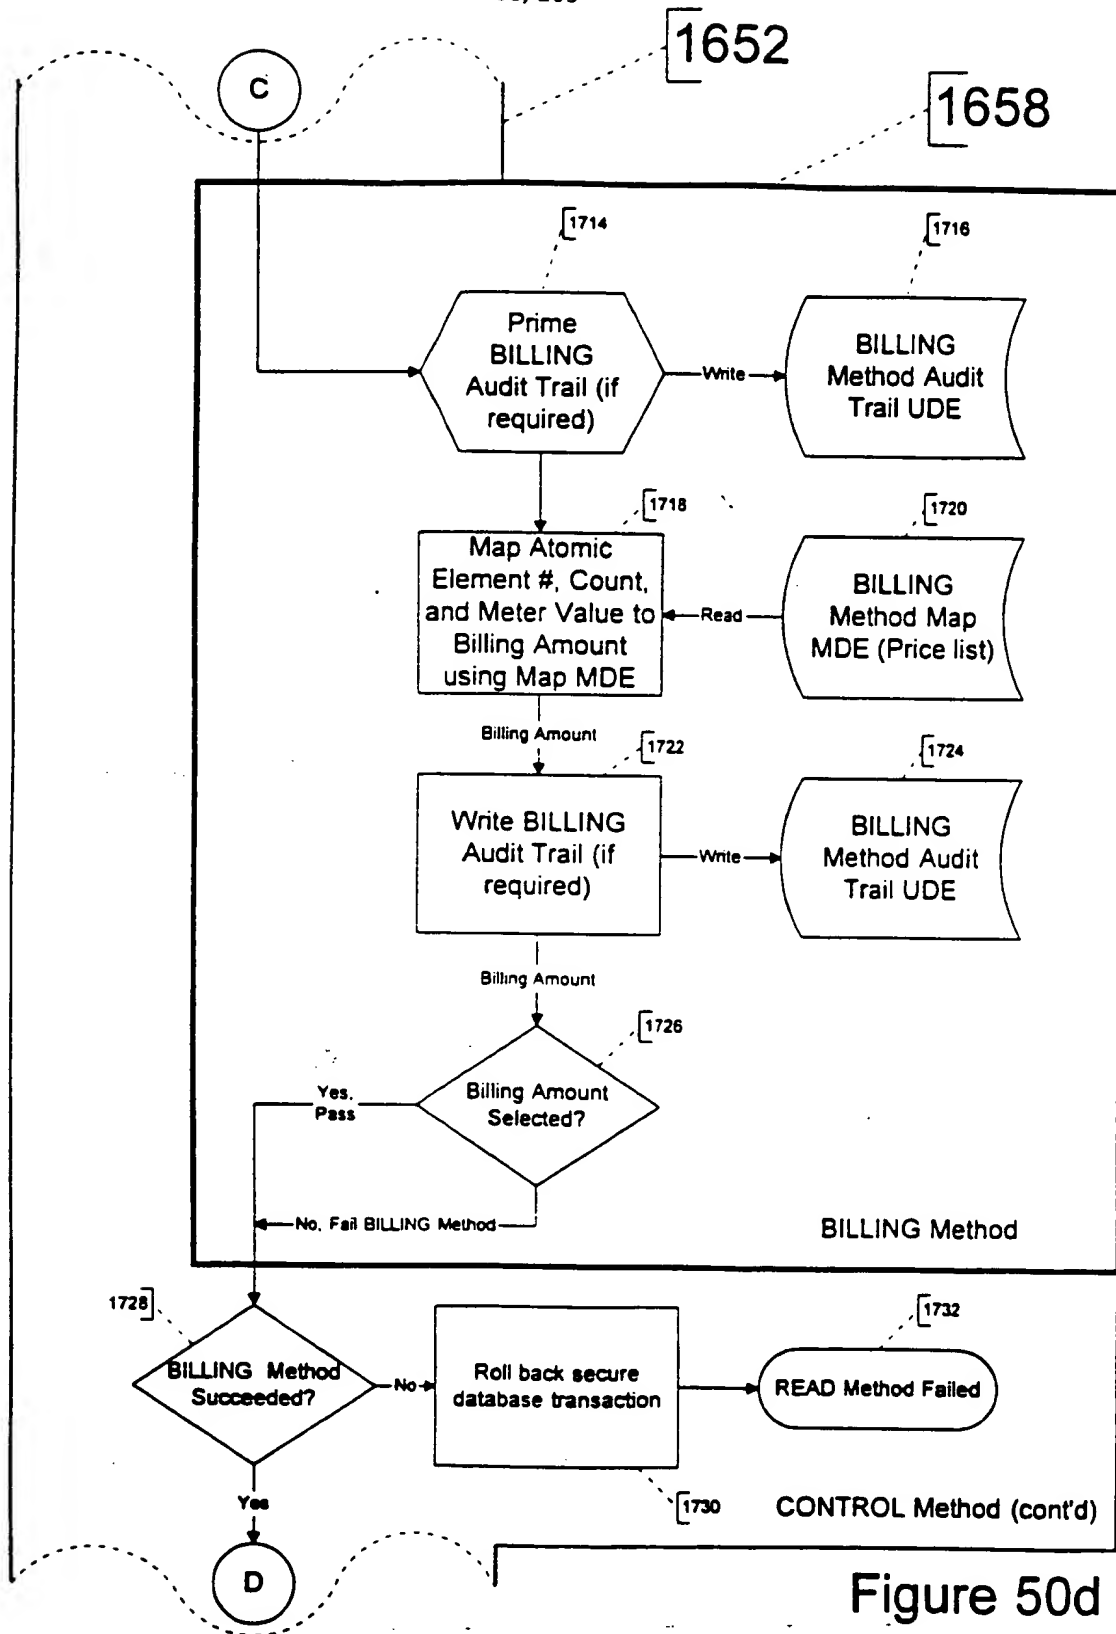 1652
C
1658
1714
1716
Prime
BILLING
Audit Trail (if
required)
Write
BILLING
Method Audit
Trail UDE
1718
1720
Map Atomic
Element #, Count,
and Meter Value to
Billing Amount
using Map MDE
Read
BILLING
Method Map
MDE (Price list)
Billing Amount
1722
1724
Write BILLING
Audit Trail (if
required)
Write
BILLING
Method Audit
Trail UDE
Billing Amount
1726
Billing Amount
Selected?
Yes,
Pass
No, Fail BILLING Method
BILLING Method
1728
1732
BILLING Method
Succeeded?
No
Roll back secure
database transaction
READ Method Failed
Yes
1730
CONTROL Method (cont'd)
D
Figure 50d